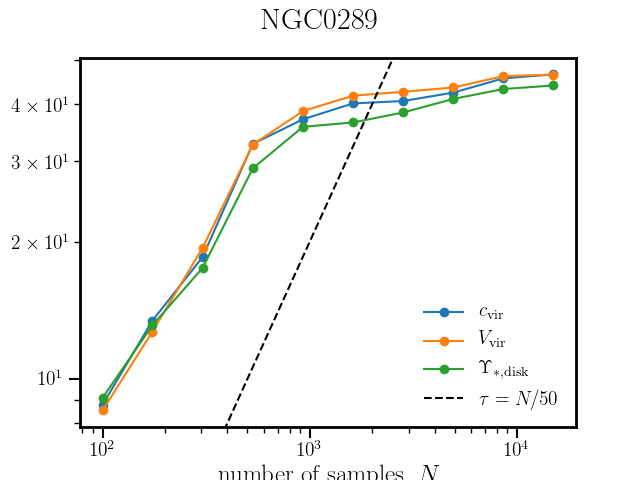 NGC0289
4 × 10¹
3 × 10¹
2 × 10¹
10¹
c_vir
V_vir
Υ_*,disk
τ = N/50
10² 10³ 10⁴
number of samples, N